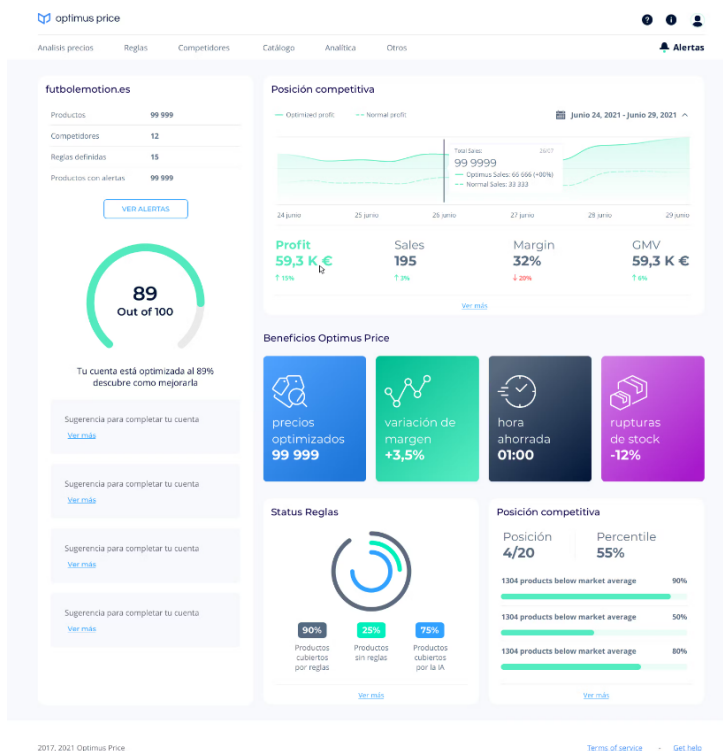 optimus price
Analisis precios Reglas Competidores Catálogo Analítica Otros Alertas
futbolemotion.es
Productos 99 999
Competidores 12
Reglas definidas 15
Productos con alertas 99 999
VER ALERTAS
89
Out of 100
Tu cuenta está optimizada al 89%
descubre como mejorarla
Sugerencia para completar tu cuenta
Ver más
Sugerencia para completar tu cuenta
Ver más
Sugerencia para completar tu cuenta
Ver más
Sugerencia para completar tu cuenta
Ver más
Posición competitiva
Optimized profit Normal profit Junio 24, 2021 - Junio 29, 2021
Total Sales: 26/07
99 9999
Optimus Sales: 66 666 (+00%)
Normal Sales: 33 333
24 junio 25 junio 26 junio 27 junio 28 junio 29 junio
Profit Sales Margin GMV
59,3 K € 195 32% 59,3 K €
↑ 15% ↑ 3% ↓ 20% ↑ 6%
Ver más
Beneficios Optimus Price
precios
optimizados
99 999
variación de
margen
+3,5%
hora
ahorrada
01:00
rupturas
de stock
-12%
Status Reglas
90% 25% 75%
Productos
cubiertos
por reglas
Productos
sin reglas
Productos
cubiertos
por la IA
Ver más
Posición competitiva
Posición Percentile
4/20 55%
1304 products below market average 90%
1304 products below market average 50%
1304 products below market average 80%
Ver más
2017, 2021 Optimus Price Terms of service - Get help